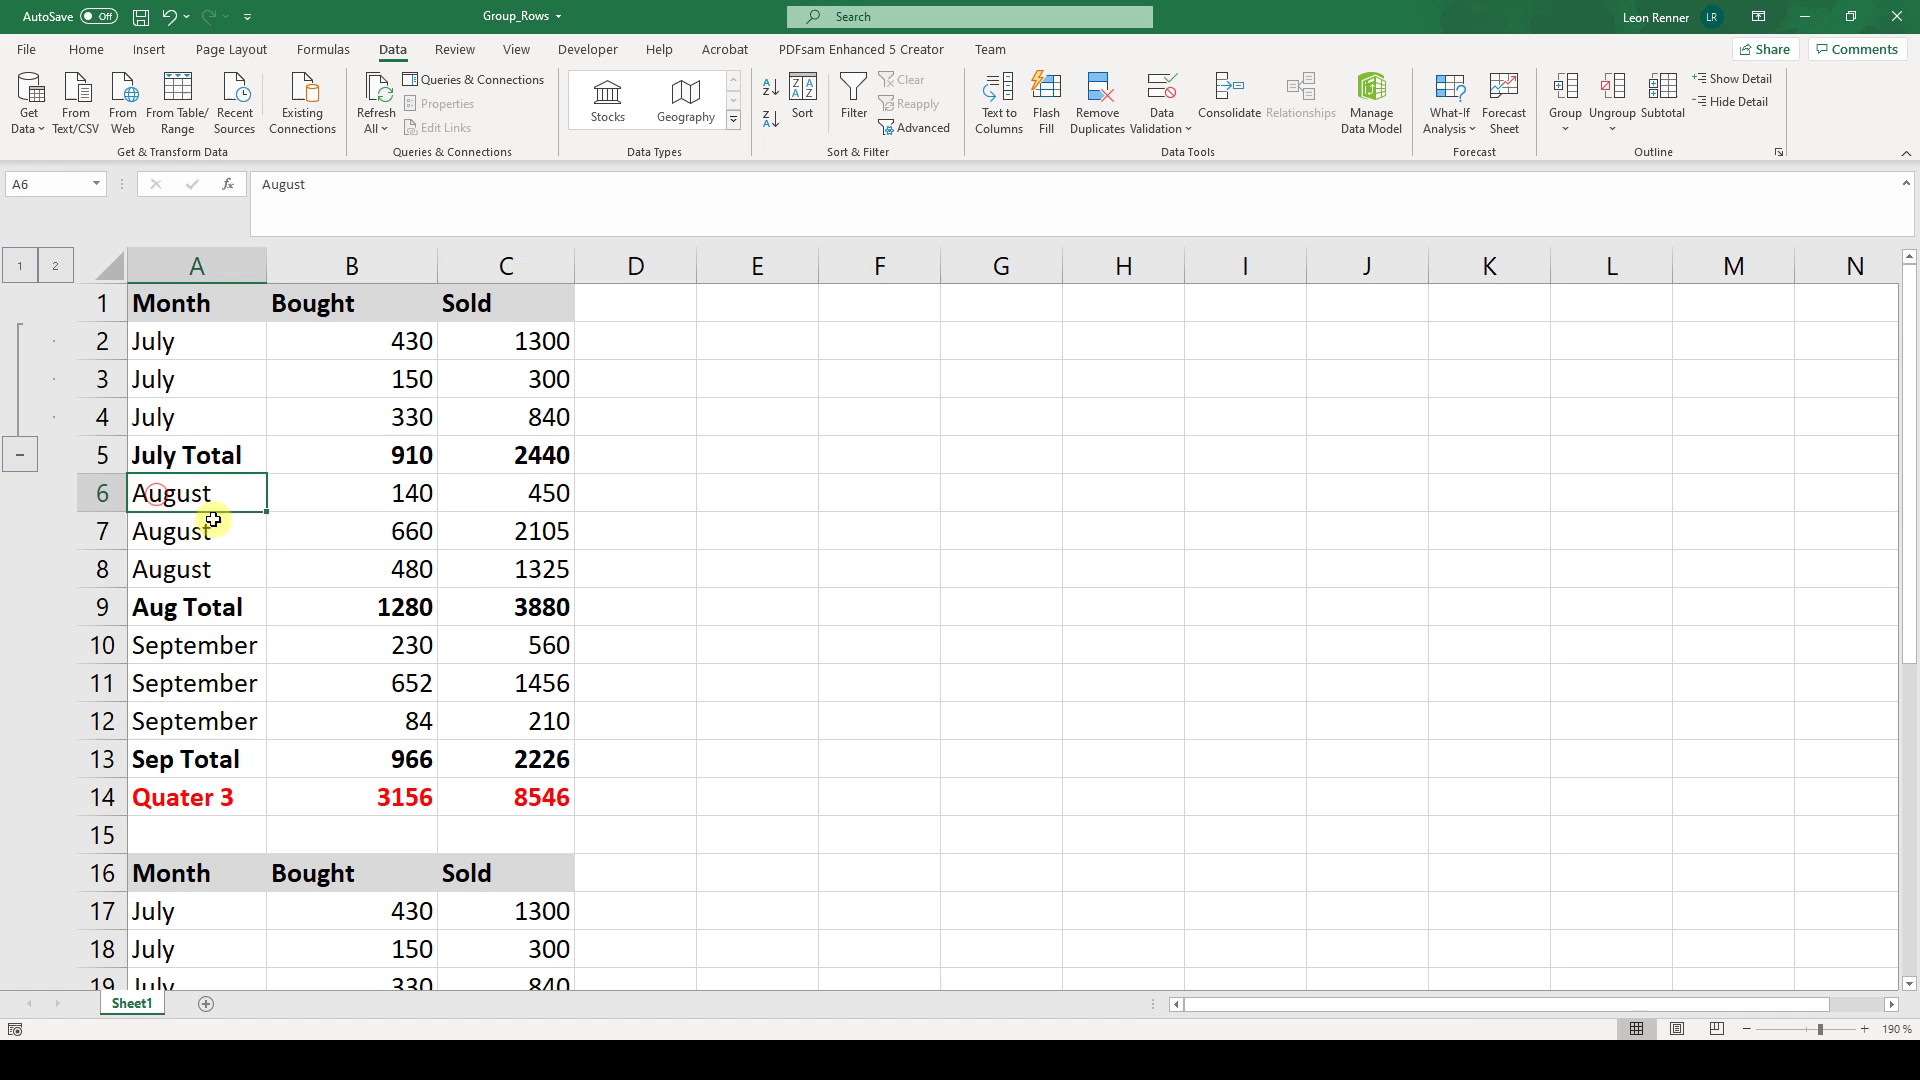 AutoSave Off Group_Rows Search Leon Renner LR
File Home Insert Page Layout Formulas Data Review View Developer Help Acrobat PDFsam Enhanced 5 Creator Team Share Comments
Get Data From Text/CSV From Web From Table/ Range Recent Sources Existing Connections
Get & Transform Data
Refresh All Queries & Connections
Properties
Edit Links
Queries & Connections
Stocks Geography
Data Types
Sort Filter Clear
Reapply
Advanced
Sort & Filter
Text to Columns Flash Fill Remove Duplicates Data Validation Consolidate Relationships Manage Data Model
Data Tools
What-If Analysis Forecast Sheet
Forecast
Group Ungroup Subtotal Show Detail
Hide Detail
Outline
A6 fx August
1 2 A B C D E F G H I J K L M N
1 Month Bought Sold
2 July 430 1300
3 July 150 300
4 July 330 840
5 July Total 910 2440
6 August 140 450
7 August 660 2105
8 August 480 1325
9 Aug Total 1280 3880
10 September 230 560
11 September 652 1456
12 September 84 210
13 Sep Total 966 2226
14 Quater 3 3156 8546
15
16 Month Bought Sold
17 July 430 1300
18 July 150 300
19 July 330 840
Sheet1
190 %